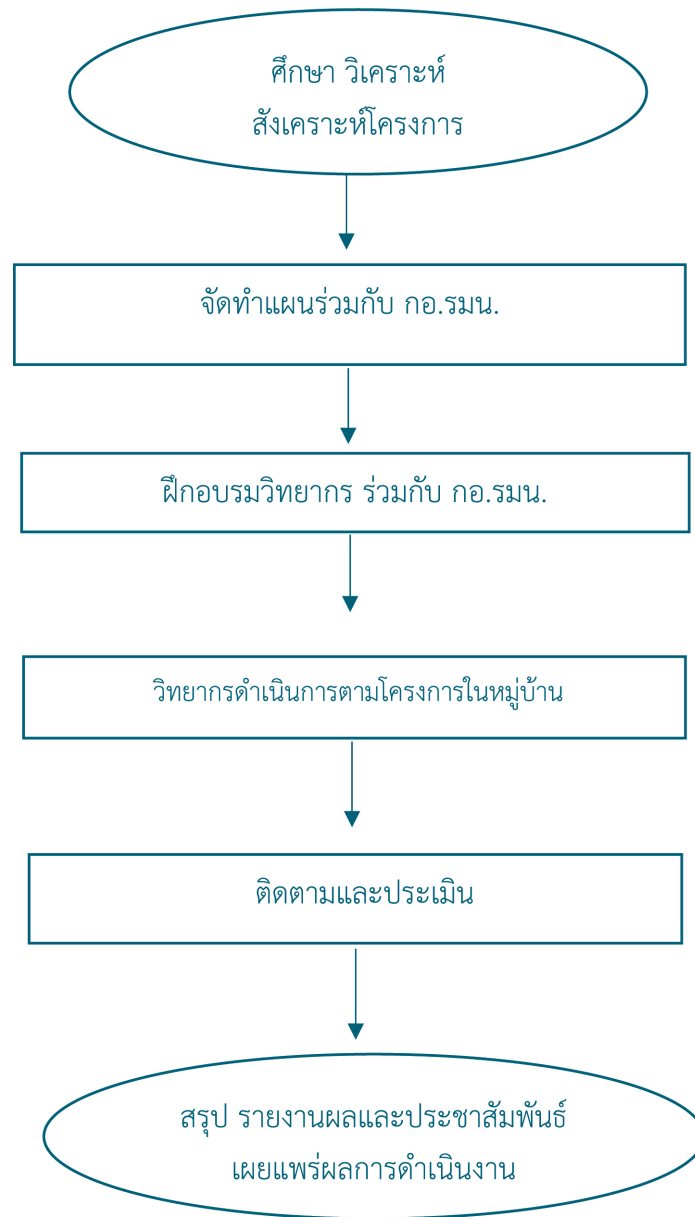 ศึกษา วิเคราะห์
สังเคราะห์โครงการ
จัดทำแผนร่วมกับ กอ.รมน.
ฝึกอบรมวิทยากร ร่วมกับ กอ.รมน.
วิทยากรดำเนินการตามโครงการในหมู่บ้าน
ติดตามและประเมิน
สรุป รายงานผลและประชาสัมพันธ์
เผยแพร่ผลการดำเนินงาน